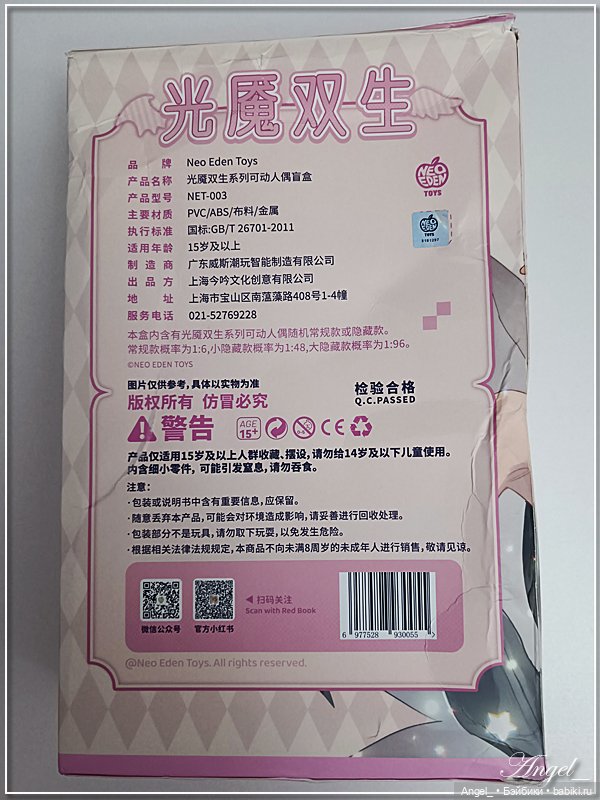 光魇双生
品牌 Neo Eden Toys
产品名称 光魇双生系列可动人偶盲盒
产品型号 NET-003
主要材质 PVC/ABS/布料/金属
执行标准 国标:GB/T 26701-2011
适用年龄 15岁及以上
制造商 广东威斯潮玩智能制造有限公司
出品方 上海今吟文化创意有限公司
地址 上海市宝山区南蕰藻路408号1-4幢
服务电话 021-52769228
NEO EDEN TOYS
TOYS
5181257
本盒内含有光魇双生系列可动人偶随机常规款或隐藏款。
常规款概率为1:6,小隐藏款概率为1:48,大隐藏款概率为1:96。
©NEO EDEN TOYS
图片仅供参考,具体以实物为准
版权所有 仿冒必究
检验合格
Q.C.PASSED
警告 AGE 15+ 0-3 CE
产品仅适用15岁及以上人群收藏、摆设,请勿给14岁及以下儿童使用。
内含细小零件,可能引发窒息,请勿吞食。
注意:
·包装或说明书中含有重要信息,应保留。
·随意丢弃本产品,可能会对环境造成影响,请妥善进行回收处理。
·包装部分不是玩具,请勿取下玩耍,以免发生危险。
·根据相关法律法规规定,本商品不向未满8周岁的未成年人进行销售,敬请见谅。
扫码关注
Scan with Red Book
微信公众号 官方小红书
6 977528 930055 >
@Neo Eden Toys. All rights reserved.
Angel_
Angel_ • Бэйбики • babiki.ru